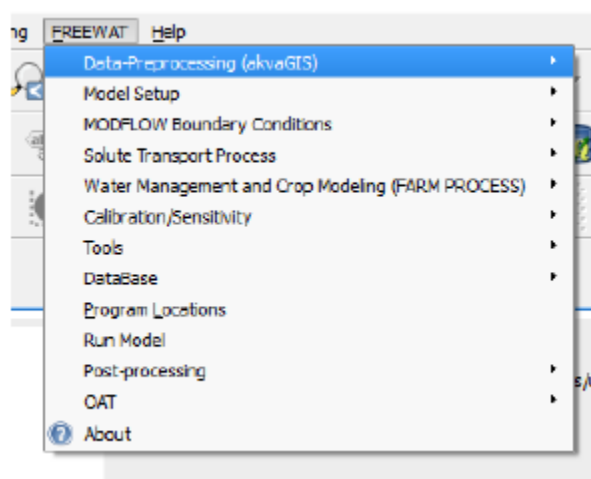 ng FREEWAT Help
Data-Preprocessing (akvaGIS)
Model Setup
MODFLOW Boundary Conditions
Solute Transport Process
Water Management and Crop Modeling (FARM PROCESS)
Calibration/Sensitivity
Tools
DataBase
Program Locations
Run Model
Post-processing
OAT
About